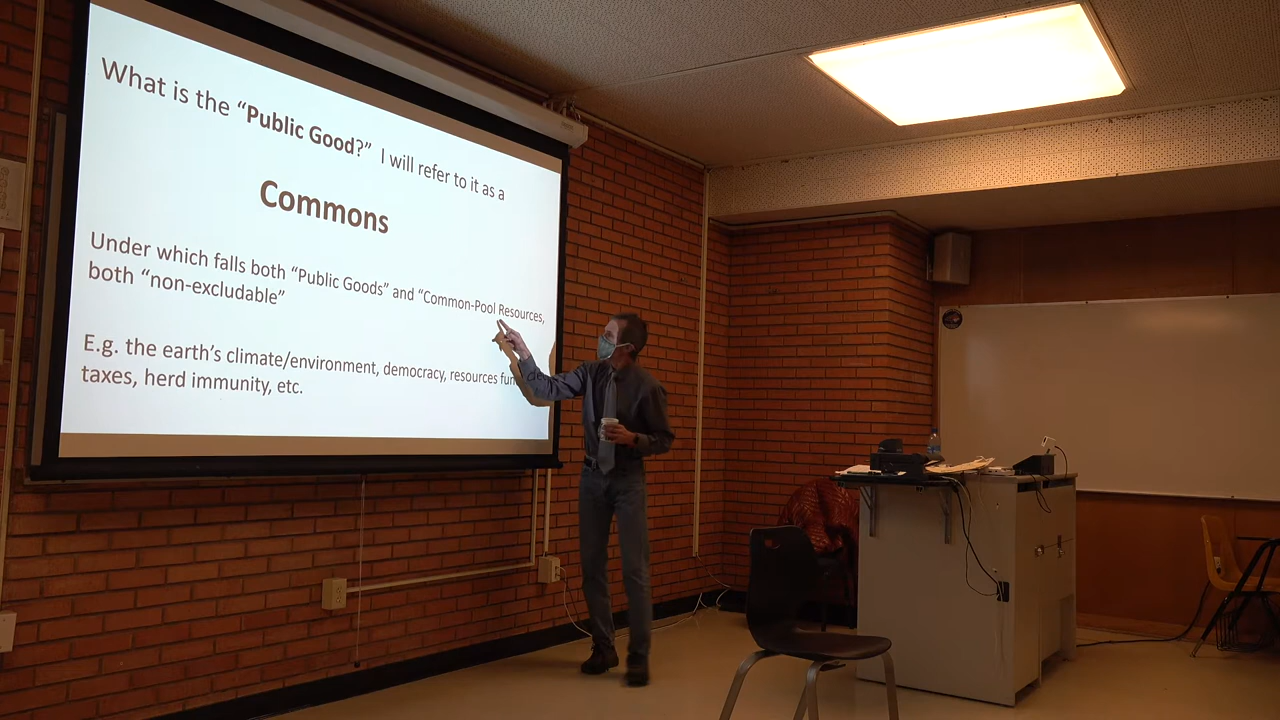 What is the “Public Good?” I will refer to it as a
Commons
Under which falls both “Public Goods” and “Common-Pool Resources,
both “non-excludable”
E.g. the earth’s climate/environment, democracy, resources
taxes, herd immunity, etc.